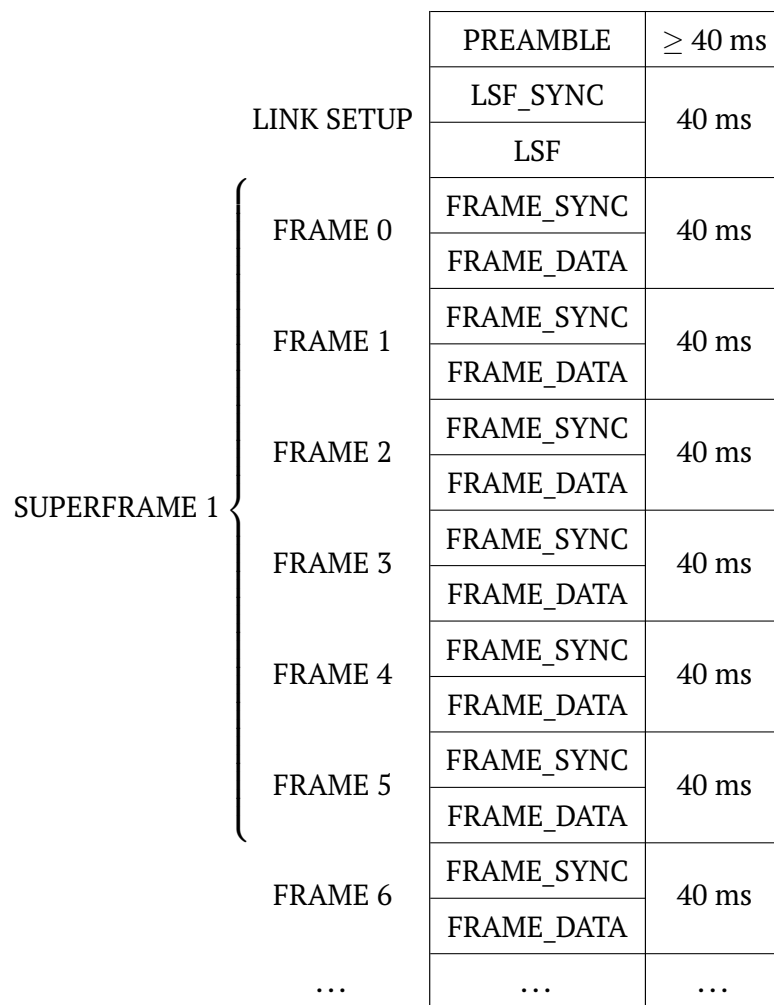 PREAMBLE ≥ 40 ms
LSF_SYNC
LINK SETUP 40 ms
LSF
FRAME_SYNC
FRAME 0 40 ms
FRAME_DATA
FRAME_SYNC
FRAME 1 40 ms
FRAME_DATA
FRAME_SYNC
FRAME 2 40 ms
FRAME_DATA
SUPERFRAME 1
FRAME_SYNC
FRAME 3 40 ms
FRAME_DATA
FRAME_SYNC
FRAME 4 40 ms
FRAME_DATA
FRAME_SYNC
FRAME 5 40 ms
FRAME_DATA
FRAME_SYNC
FRAME 6 40 ms
FRAME_DATA
... ... ...